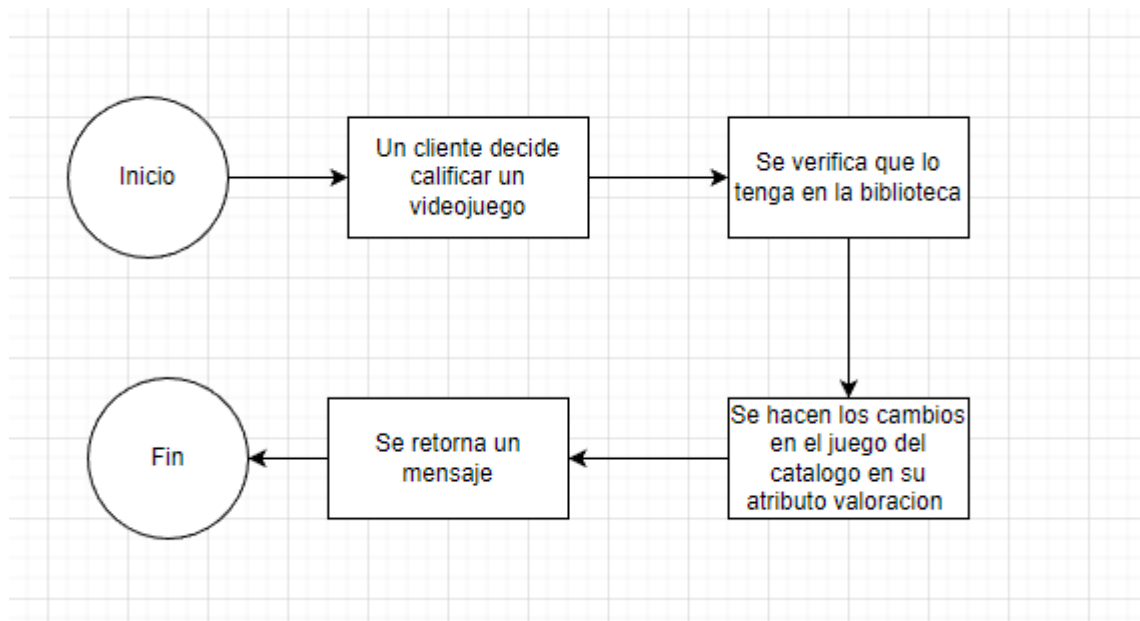 Inicio
Un cliente decide
calificar un
videojuego
Se verifica que lo
tenga en la biblioteca
Se hacen los cambios
en el juego del
catalogo en su
atributo valoracion
Se retorna un
mensaje
Fin